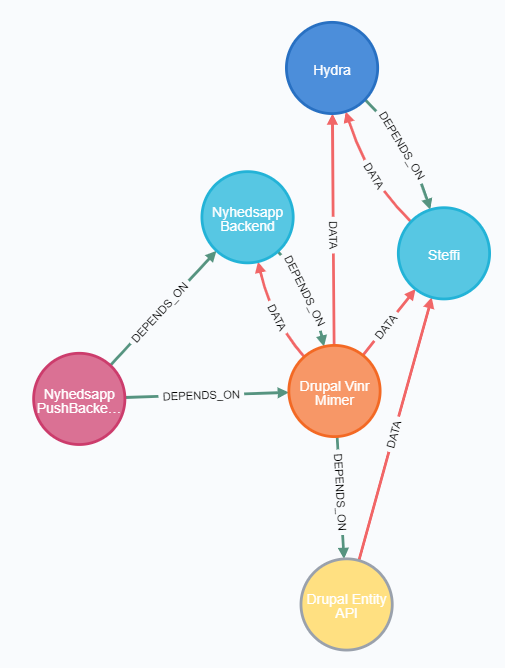 Hydra
DEPENDS_ON
DATA
Nyhedsapp
Backend
DATA
Steffi
DEPENDS_ON
DATA
DATA
DEPENDS_ON
Nyhedsapp
PushBacke...
DEPENDS_ON
Drupal Vinr
Mimer
DATA
DEPENDS_ON
Drupal Entity
API